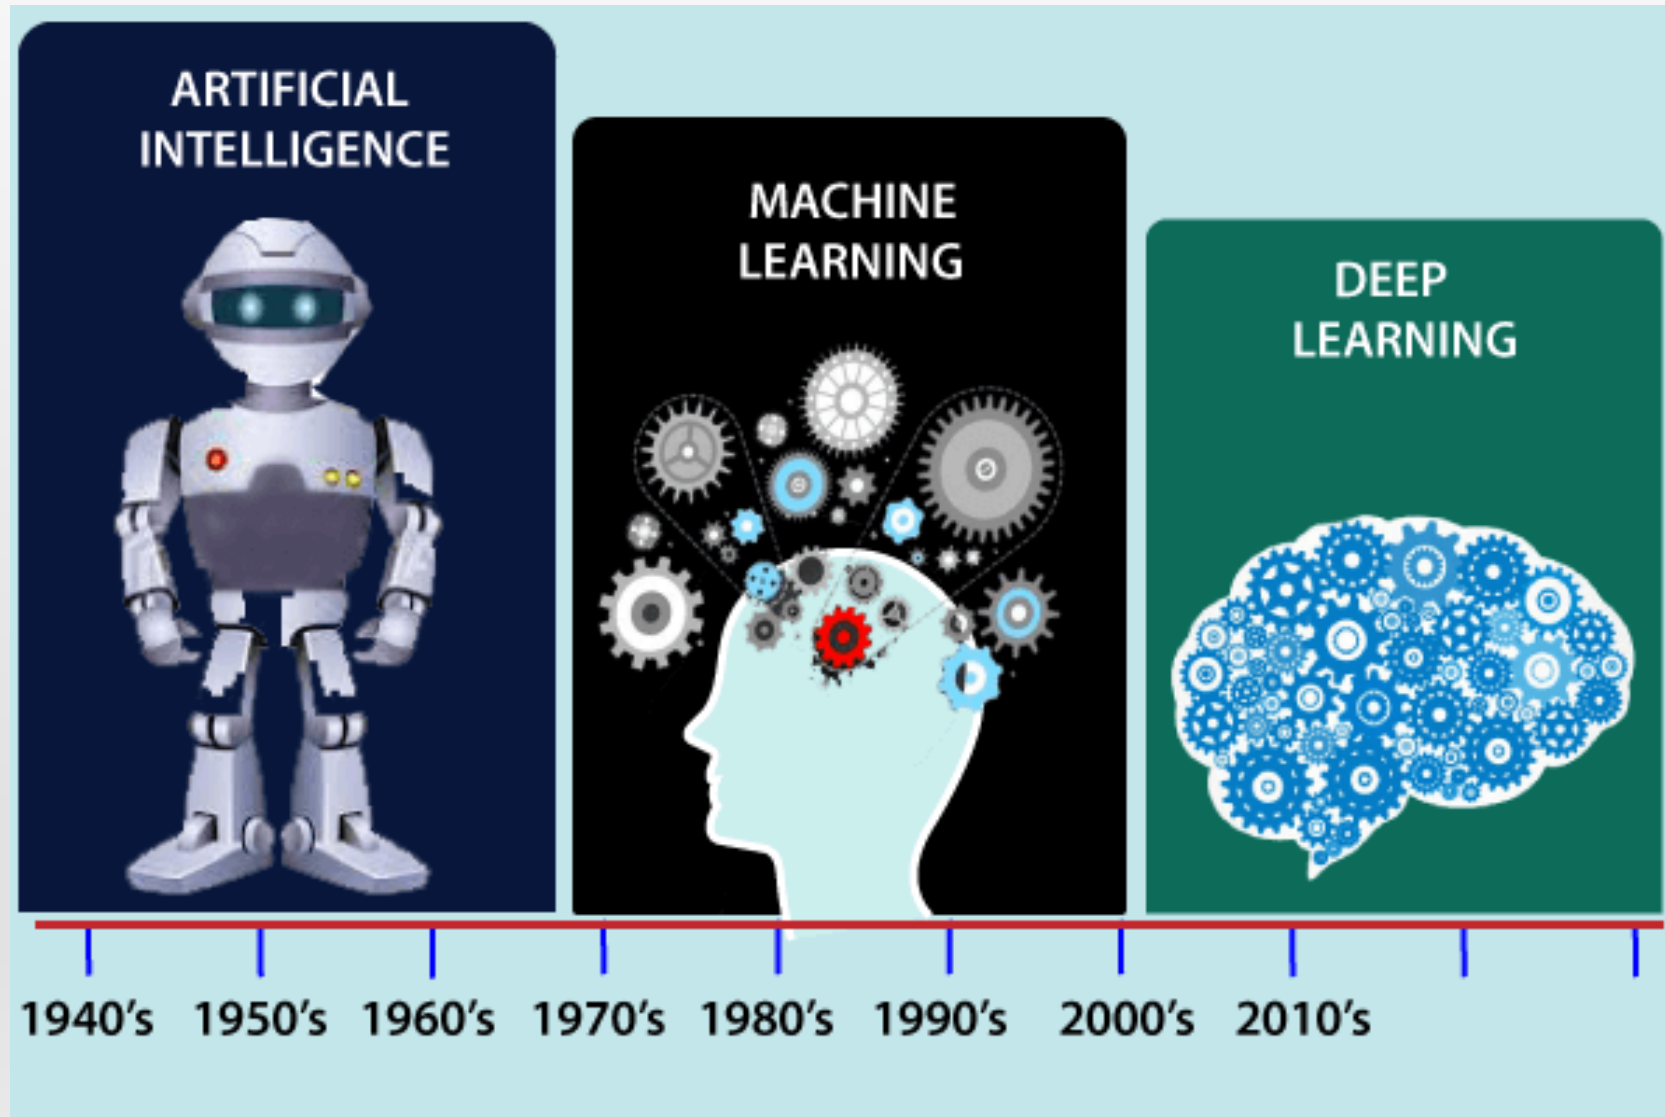 ARTIFICIAL
INTELLIGENCE
MACHINE
LEARNING
DEEP
LEARNING
1940’s 1950’s 1960’s 1970’s 1980’s 1990’s 2000’s 2010’s